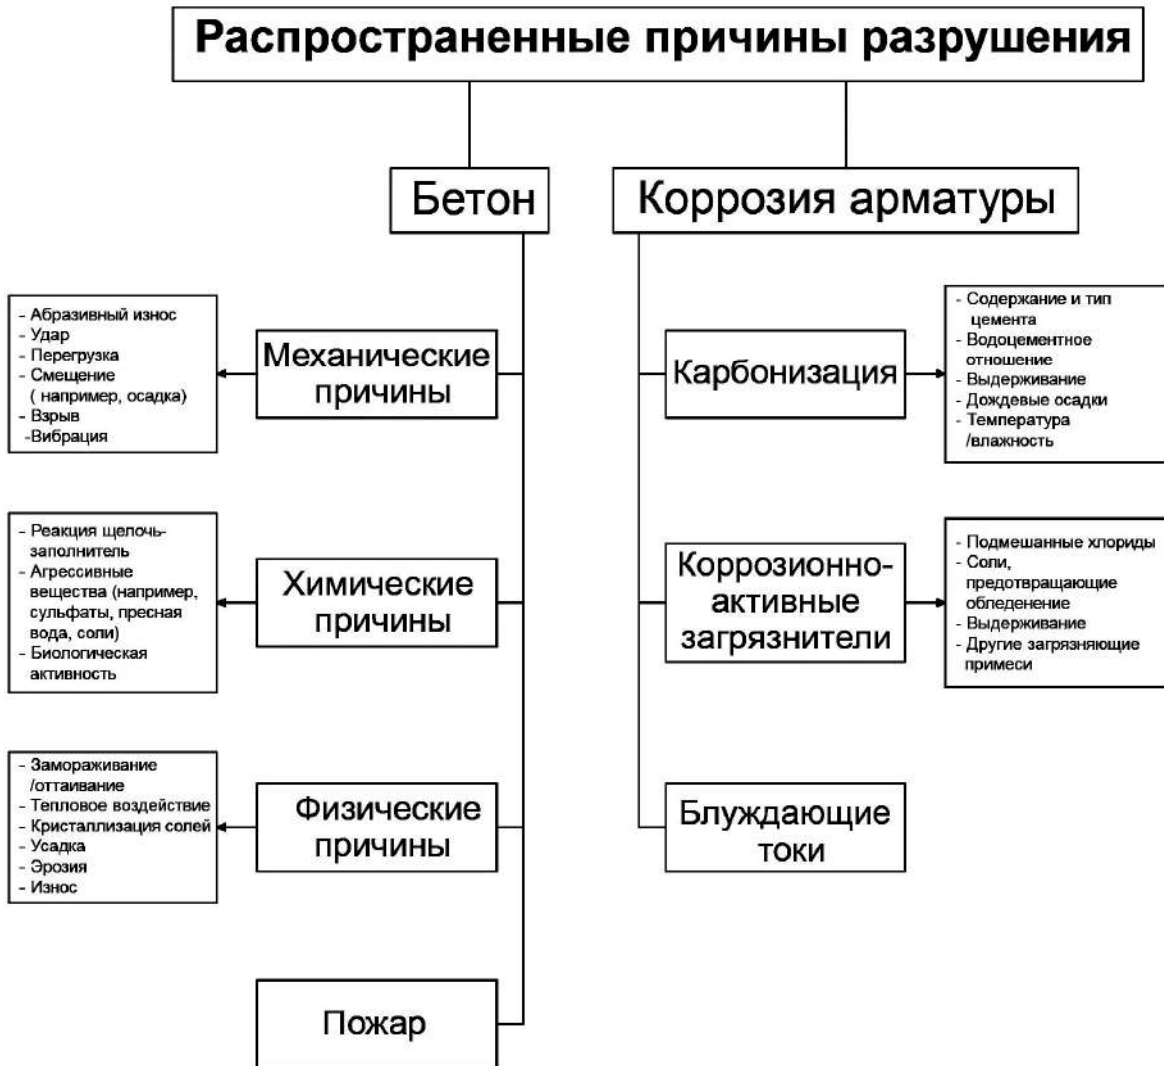 Распространенные причины разрушения
Бетон
Коррозия арматуры
- Абразивный износ
- Удар
- Перегрузка
- Смещение
( например, осадка)
- Взрыв
-Вибрация
Механические
причины
Карбонизация
- Содержание и тип
цемента
- Водоцементное
отношение
- Выдерживание
- Дождевые осадки
- Температура
/влажность
- Реакция щелочь-
заполнитель
- Агрессивные
вещества (например,
сульфаты, пресная
вода, соли)
- Биологическая
активность
Химические
причины
Коррозионно-
активные
загрязнители
- Подмешанные хлориды
- Соли,
предотвращающие
обледенение
- Выдерживание
- Другие загрязняющие
примеси
- Замораживание
/оттаивание
- Тепловое воздействие
- Кристаллизация солей
- Усадка
- Эрозия
- Износ
Физические
причины
Блуждающие
токи
Пожар